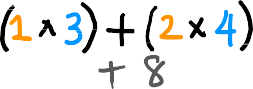 (1 × 3) + (2 × 4)
+ 8